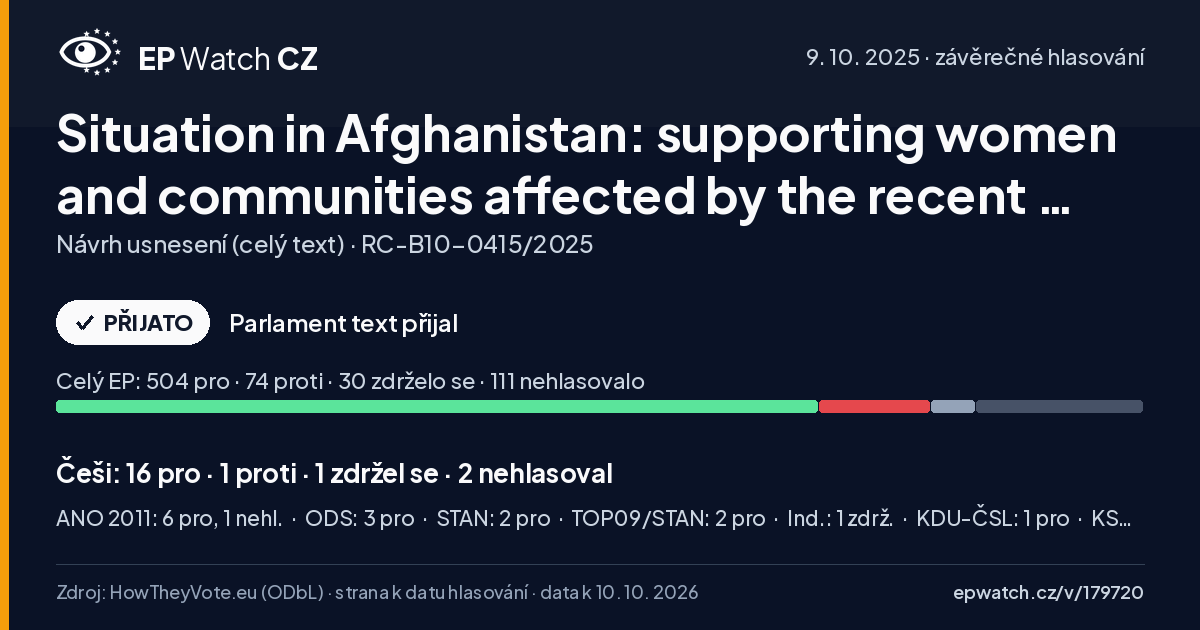 EP Watch CZ
9. 10. 2025 · závěrečné hlasování
Situation in Afghanistan: supporting women
and communities affected by the recent ...
Návrh usnesení (celý text) · RC-B10-0415/2025
✓ PŘIJATO
Parlament text přijal
Celý EP: 504 pro · 74 proti · 30 zdrželo se · 111 nehlasovalo
Češi: 16 pro · 1 proti · 1 zdržel se · 2 nehlasoval
ANO 2011: 6 pro, 1 nehl. · ODS: 3 pro · STAN: 2 pro · TOP09/STAN: 2 pro · Ind.: 1 zdrž. · KDU-ČSL: 1 pro · KS...
Zdroj: HowTheyVote.eu (ODbL) · strana k datu hlasování · data k 10. 10. 2026
epwatch.cz/v/179720